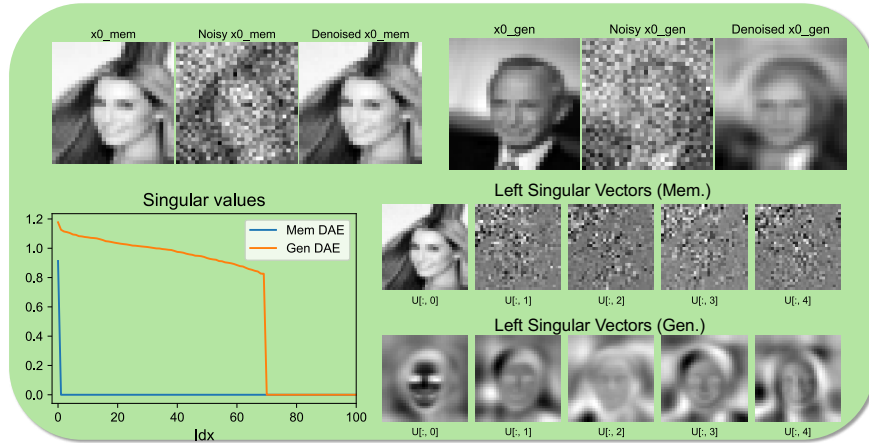 x0_mem Noisy x0_mem Denoised x0_mem
x0_gen Noisy x0_gen Denoised x0_gen
Singular values
1.2
1.0
0.8
0.6
0.4
0.2
0.0
Mem DAE
Gen DAE
0 20 40 60 80 100
Idx
Left Singular Vectors (Mem.)
U[:, 0] U[:, 1] U[:, 2] U[:, 3] U[:, 4]
Left Singular Vectors (Gen.)
U[:, 0] U[:, 1] U[:, 2] U[:, 3] U[:, 4]